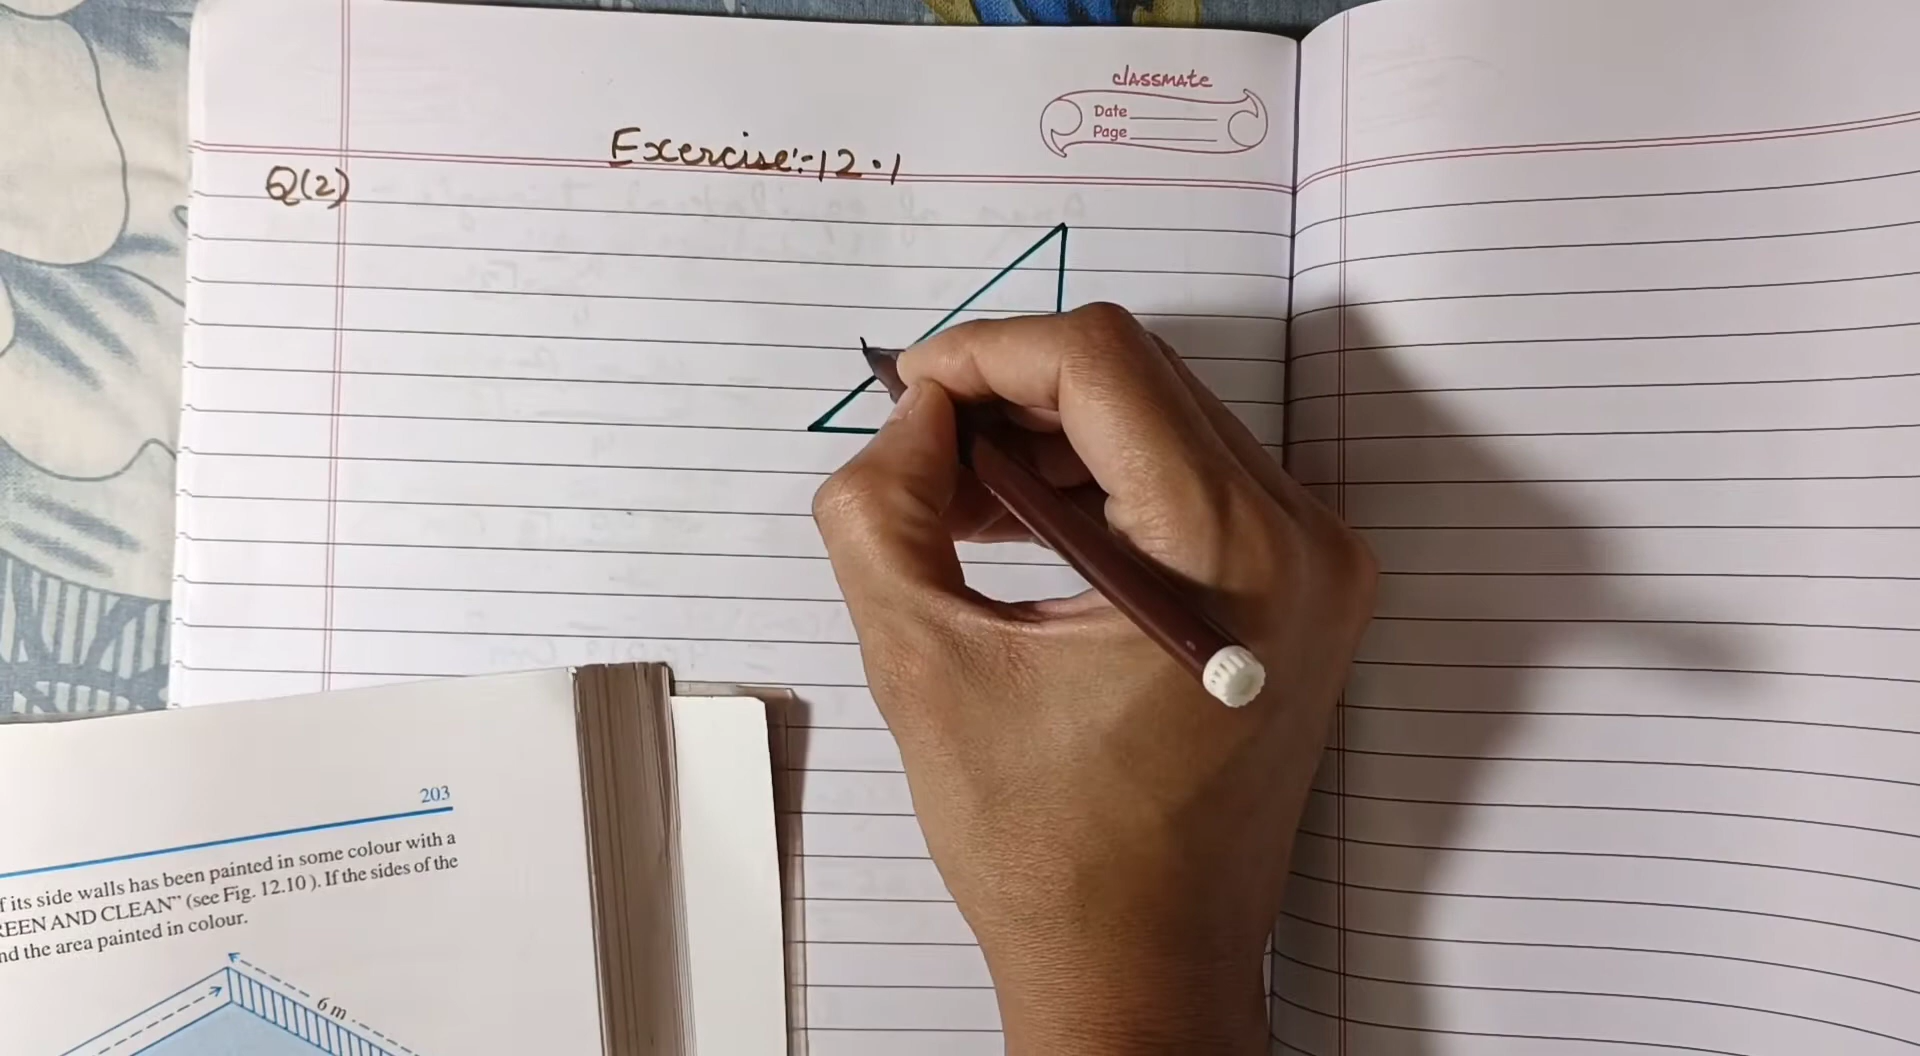 classmate
Date
Page
Excercise:-12.1
Q(2)
203
f its side walls has been painted in some colour with a
REEN AND CLEAN" (see Fig. 12.10 ). If the sides of the
nd the area painted in colour.
6 m